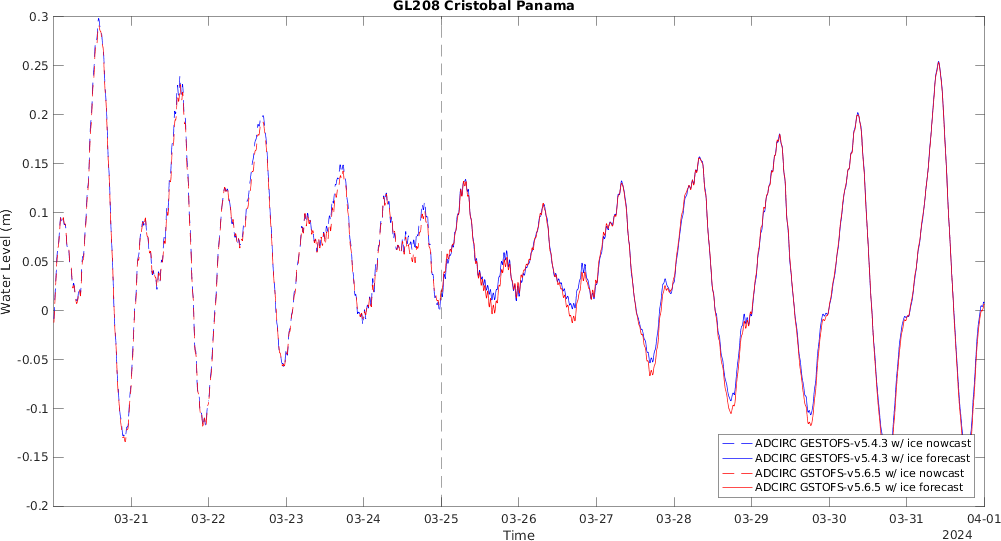 GL208 Cristobal Panama
0.3
0.25
0.2
0.15
0.1
0.05
0
-0.05
-0.1
-0.15
-0.2
Water Level (m)
ADCIRC GESTOFS-v5.4.3 w/ ice nowcast
ADCIRC GESTOFS-v5.4.3 w/ ice forecast
ADCIRC GSTOFS-v5.6.5 w/ ice nowcast
ADCIRC GSTOFS-v5.6.5 w/ ice forecast
03-21 03-22 03-23 03-24 03-25 03-26 03-27 03-28 03-29 03-30 03-31 04-01
Time
2024